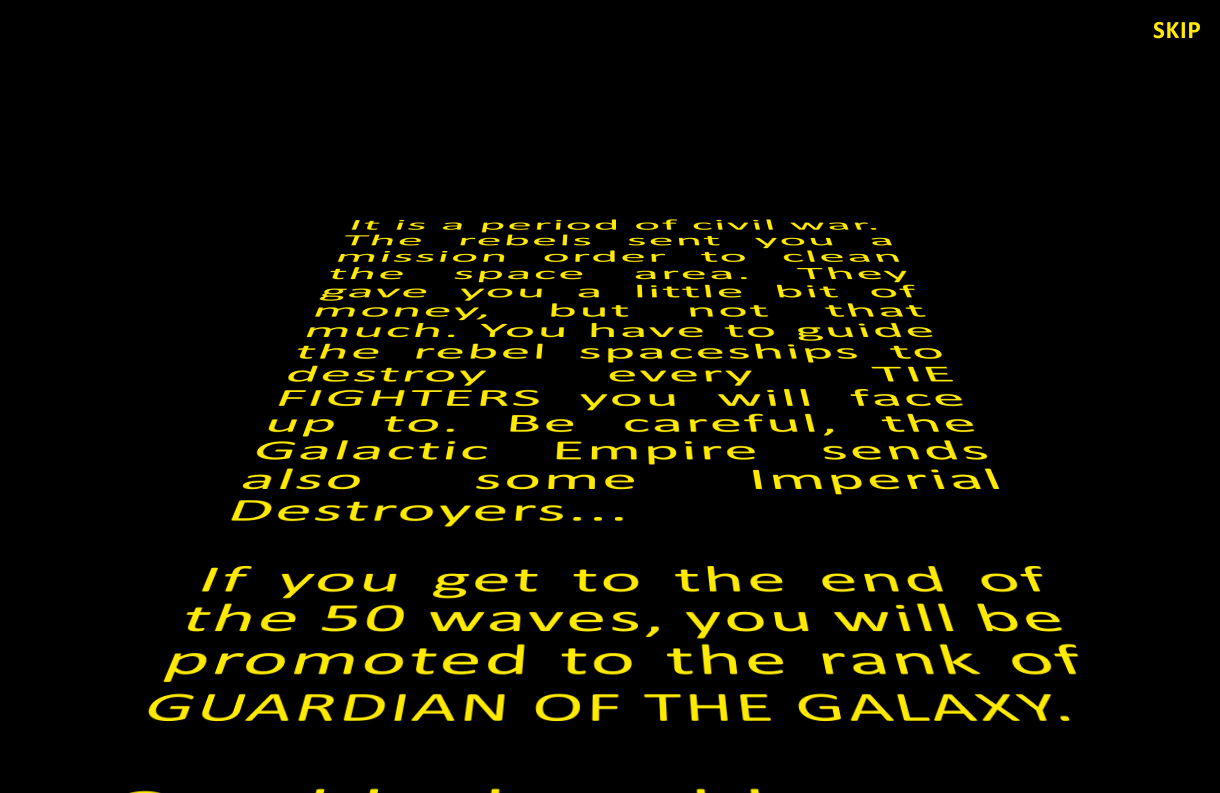 SKIP
It is a period of civil war.
The rebels sent you a
mission order to clean
the space area. They
gave you a little bit of
money, but not that
much. You have to guide
the rebel spaceships to
destroy every TIE
FIGHTERS you will face
up to. Be careful, the
Galactic Empire sends
also some Imperial
Destroyers...
If you get to the end of
the 50 waves, you will be
promoted to the rank of
GUARDIAN OF THE GALAXY.